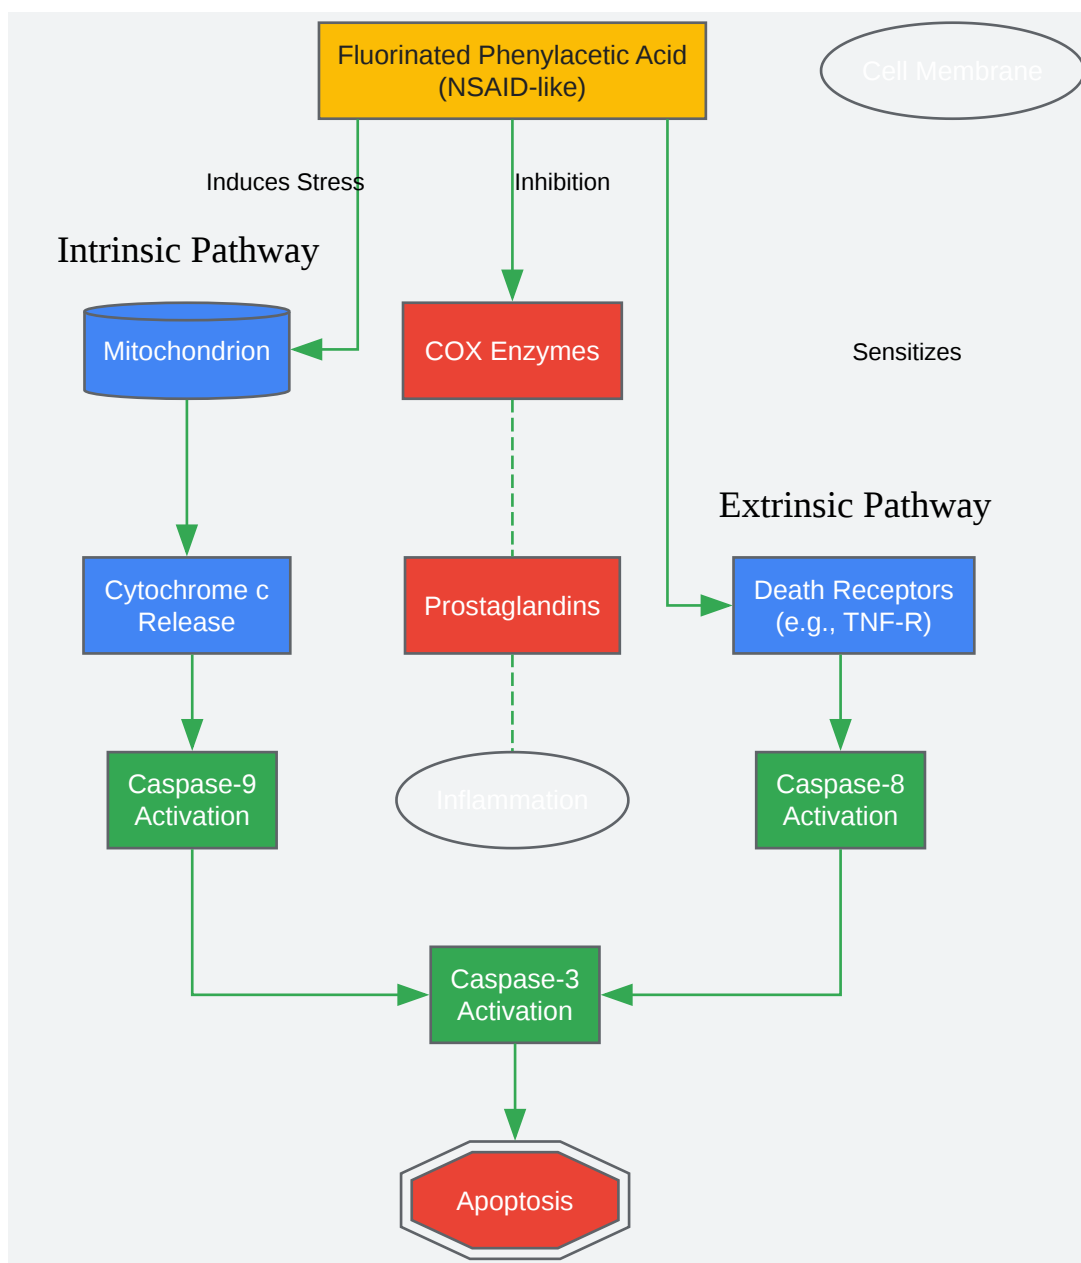 Fluorinated Phenylacetic Acid
(NSAID-like)
Cell Membrane
Induces Stress
Inhibition
Intrinsic Pathway
Mitochondrion
COX Enzymes
Sensitizes
Extrinsic Pathway
Cytochrome c
Release
Prostaglandins
Death Receptors
(e.g., TNF-R)
Caspase-9
Activation
Inflammation
Caspase-8
Activation
Caspase-3
Activation
Apoptosis